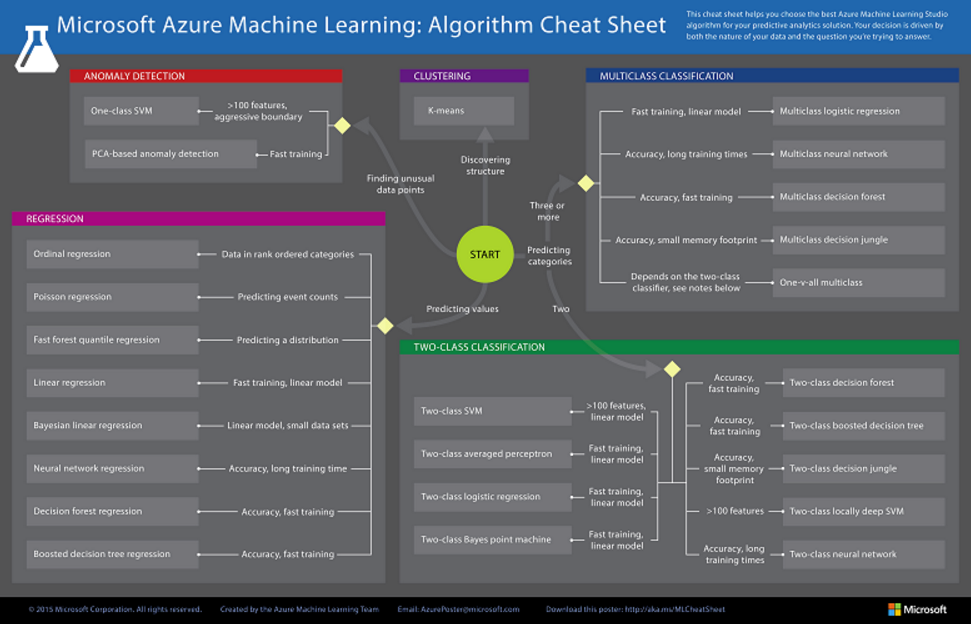 Microsoft Azure Machine Learning: Algorithm Cheat Sheet
This cheat sheet helps you choose the best Azure Machine Learning Studio
algorithm for your predictive analytics solution. Your decision is driven by
both the nature of your data and the question you're trying to answer.
ANOMALY DETECTION
One-class SVM
>100 features,
aggressive boundary
PCA-based anomaly detection
Fast training
CLUSTERING
K-means
Discovering
structure
Finding unusual
data points
START
Predicting
categories
Three or
more
Two
Predicting values
MULTICLASS CLASSIFICATION
Fast training, linear model
Multiclass logistic regression
Accuracy, long training times
Multiclass neural network
Accuracy, fast training
Multiclass decision forest
Accuracy, small memory footprint
Multiclass decision jungle
Depends on the two-class
classifier, see notes below
One-v-all multiclass
REGRESSION
Ordinal regression
Data in rank ordered categories
Poisson regression
Predicting event counts
Fast forest quantile regression
Predicting a distribution
Linear regression
Fast training, linear model
Bayesian linear regression
Linear model, small data sets
Neural network regression
Accuracy, long training time
Decision forest regression
Accuracy, fast training
Boosted decision tree regression
Accuracy, fast training
TWO-CLASS CLASSIFICATION
Two-class SVM
>100 features,
linear model
Two-class averaged perceptron
Fast training,
linear model
Two-class logistic regression
Fast training,
linear model
Two-class Bayes point machine
Fast training,
linear model
Accuracy,
fast training
Two-class decision forest
Accuracy,
fast training
Two-class boosted decision tree
Accuracy,
small memory
footprint
Two-class decision jungle
>100 features
Two-class locally deep SVM
Accuracy, long
training times
Two-class neural network
© 2015 Microsoft Corporation. All rights reserved.
Created by the Azure Machine Learning Team
Email: AzurePoster@microsoft.com
Download this poster: http://aka.ms/MLCheatSheet
Microsoft